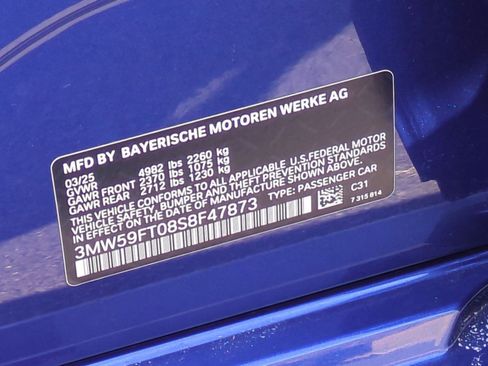 MFD BY BAYERISCHE MOTOREN WERKE AG
03/25
GVWR 4982 lbs 2260 kg
GAWR FRONT 2370 lbs 1075 kg
GAWR REAR 2712 lbs 1230 kg
THIS VEHICLE CONFORMS TO ALL APPLICABLE U.S.FEDERAL MOTOR
VEHICLE SAFETY, BUMPER AND THEFT PREVENTION STANDARDS
IN EFFECT ON THE DATE OF MANUFACTURE SHOWN ABOVE.
3MW59FT08S8F47873 TYPE: PASSENGER CAR
C31
7 315 814